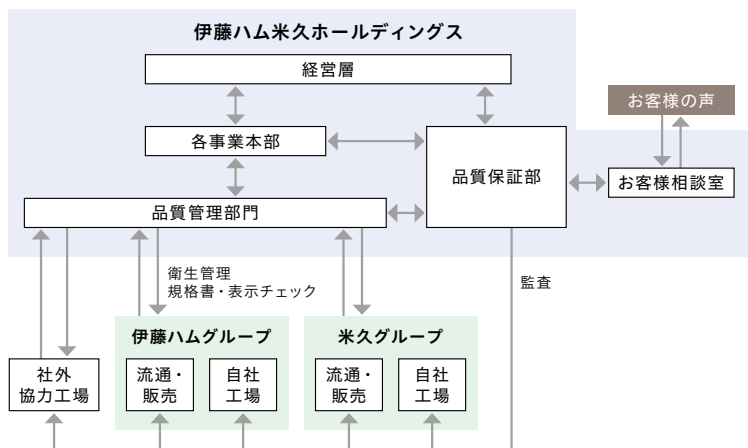 伊藤ハム米久ホールディングス
経営層
お客様の声
各事業本部
品質保証部
お客様相談室
品質管理部門
衛生管理
規格書・表示チェック
監査
伊藤ハムグループ
米久グループ
社外
協力工場
流通・
販売
自社
工場
流通・
販売
自社
工場